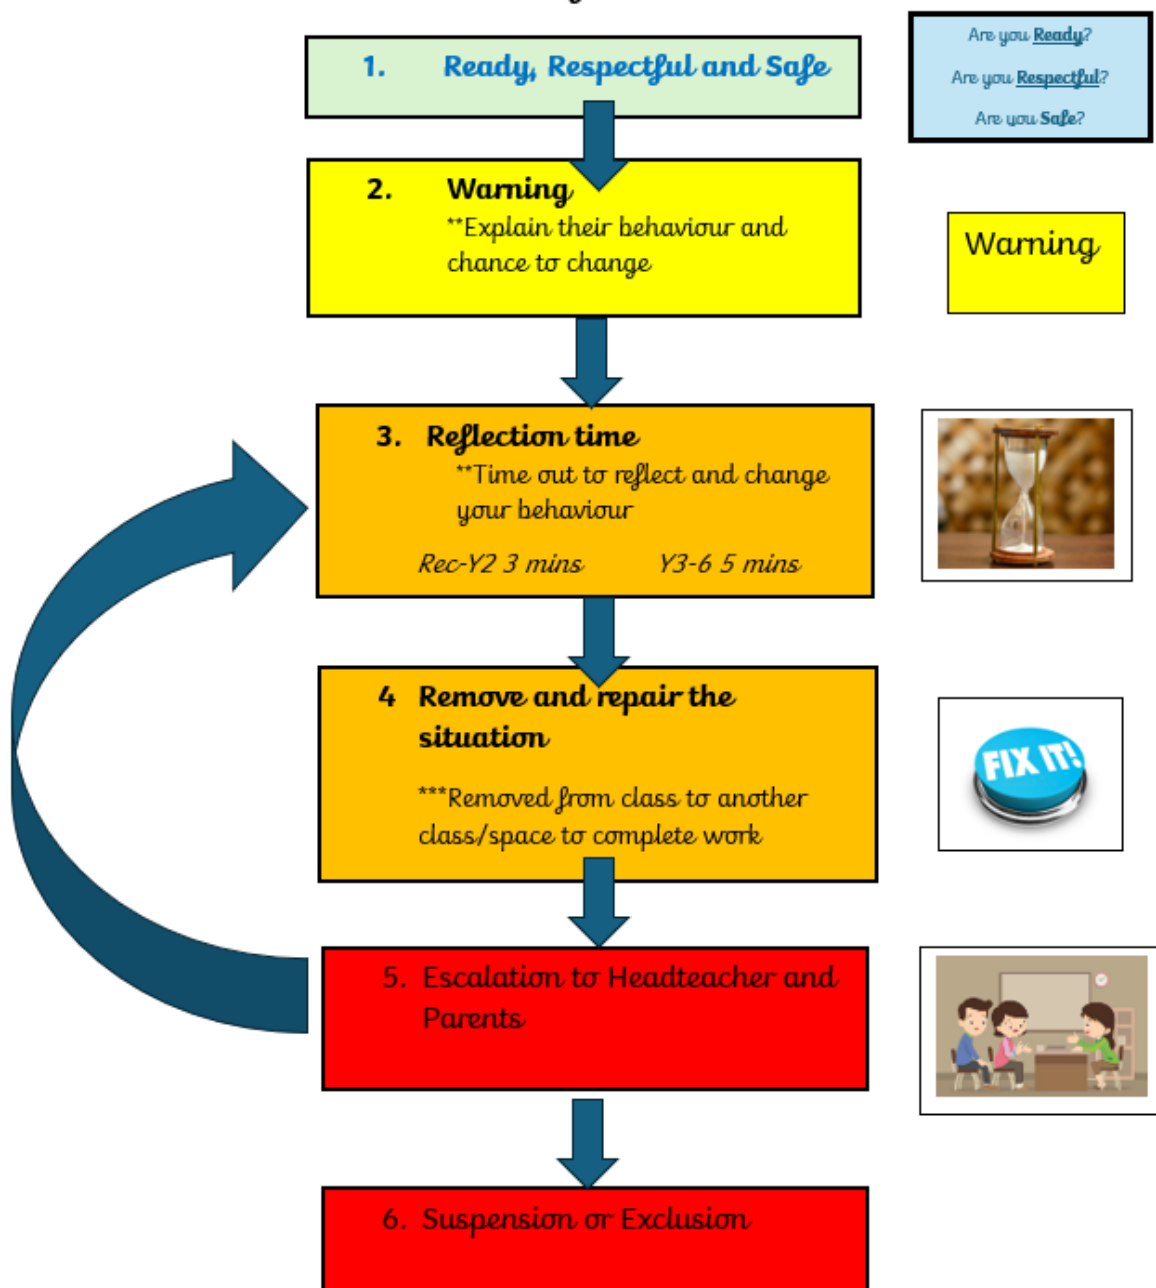 1. Ready, Respectful and Safe
Are you Ready?
Are you Respectful?
Are you Safe?
2. Warning
**Explain their behaviour and
chance to change
Warning
3. Reflection time
**Time out to reflect and change
your behaviour
Rec-Y2 3 mins Y3-6 5 mins
4 Remove and repair the
situation
***Removed from class to another
class/space to complete work
FIX IT!
5. Escalation to Headteacher and
Parents
6. Suspension or Exclusion